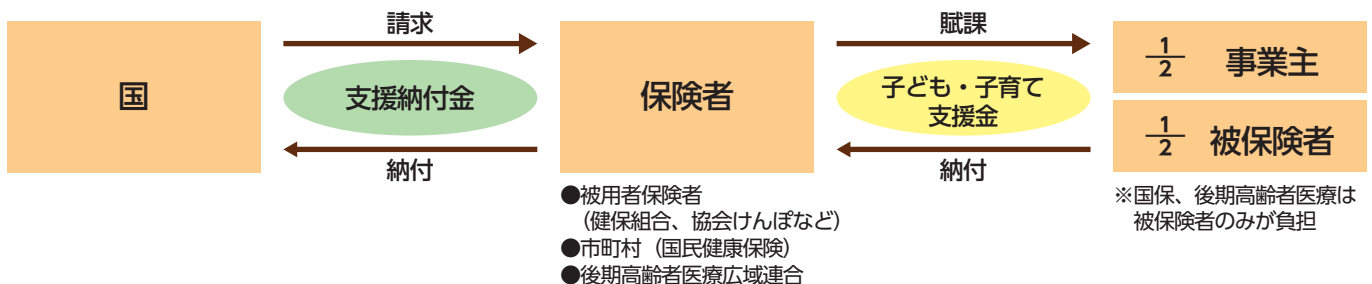 請求
賦課
国
支援納付金
保険者
子ども・子育て
支援金
1/2 事業主
1/2 被保険者
納付
納付
●被用者保険者
（健保組合、協会けんぽなど）
●市町村（国民健康保険）
●後期高齢者医療広域連合
※国保、後期高齢者医療は
被保険者のみが負担